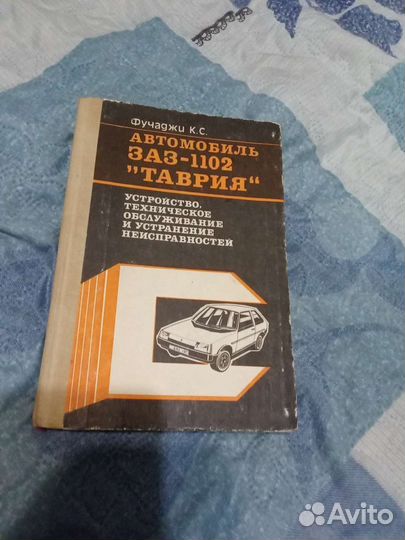 Фучаджи К.С.
АВТОМОБИЛЬ
ЗАЗ-1102
"ТАВРИЯ"
УСТРОЙСТВО,
ТЕХНИЧЕСКОЕ
ОБСЛУЖИВАНИЕ
И УСТРАНЕНИЕ
НЕИСПРАВНОСТЕЙ
Avito